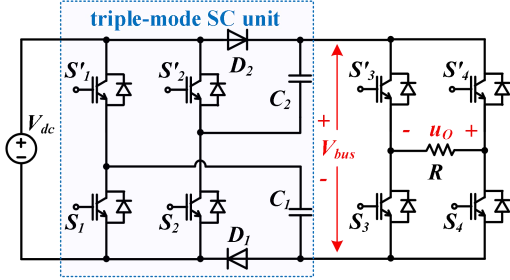 triple-mode SC unit
D2
S'1
S'2
S'3
S'4
C2
Vdc
+
Vbus
-
- uO +
R
S1
S2
C1
S3
S4
D1